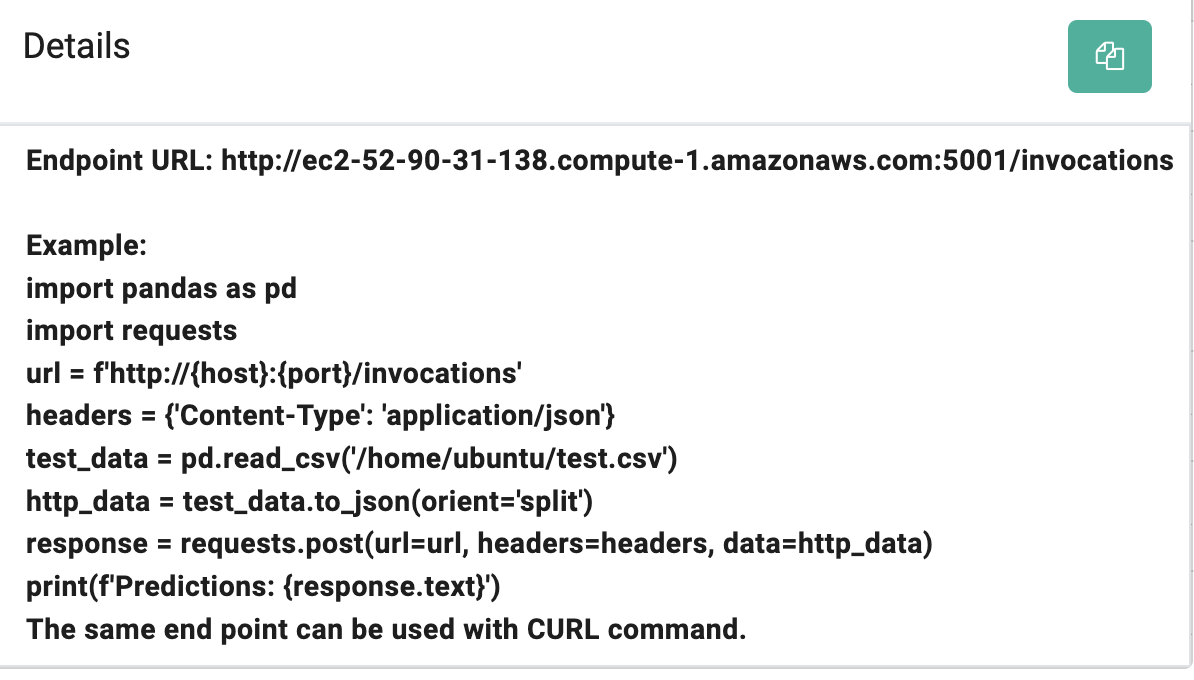 Details
Endpoint URL: http://ec2-52-90-31-138.compute-1.amazonaws.com:5001/invocations
Example:
import pandas as pd
import requests
url = f'http://{host}:{port}/invocations'
headers = {'Content-Type': 'application/json'}
test_data = pd.read_csv('/home/ubuntu/test.csv')
http_data = test_data.to_json(orient='split')
response = requests.post(url=url, headers=headers, data=http_data)
print(f'Predictions: {response.text}')
The same end point can be used with CURL command.